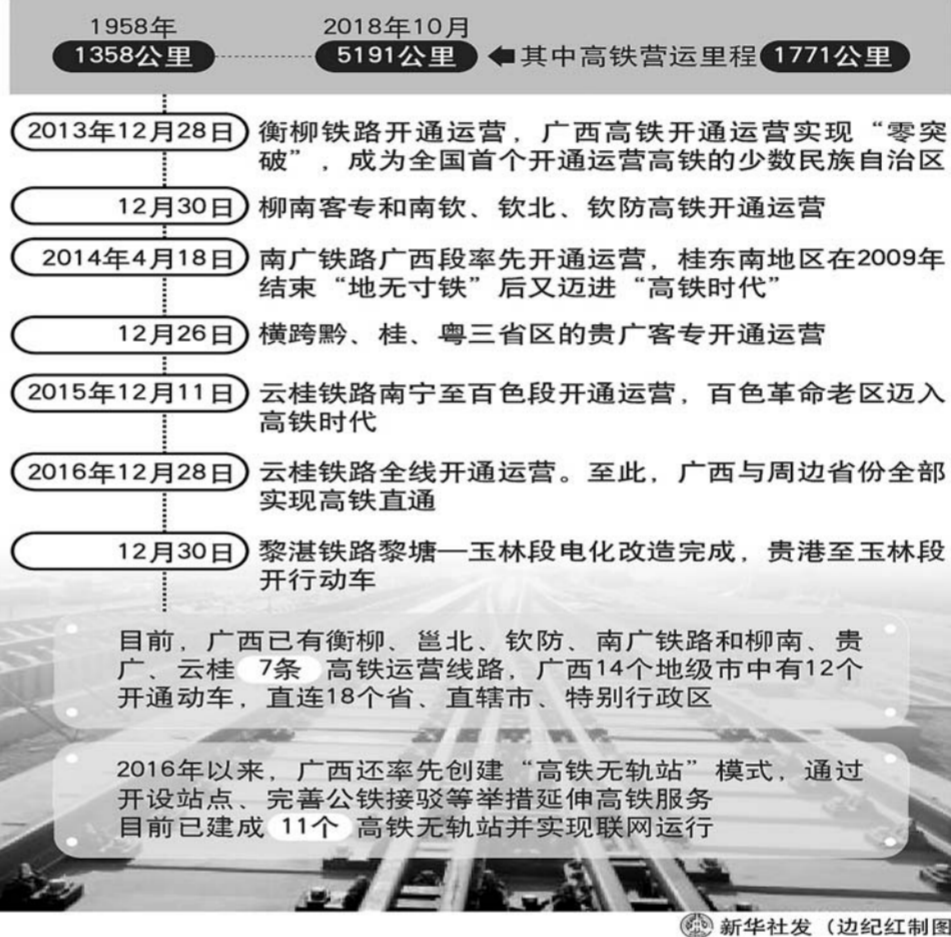 1958年 2018年10月
1358公里 5191公里 其中高铁营运里程 1771公里
2013年12月28日 衡柳铁路开通运营，广西高铁开通运营实现“零突
破”，成为全国首个开通运营高铁的少数民族自治区
12月30日 柳南客专和南钦、钦北、钦防高铁开通运营
2014年4月18日 南广铁路广西段率先开通运营，桂东南地区在2009年
结束“地无寸铁”后又迈进“高铁时代”
12月26日 横跨黔、桂、粤三省区的贵广客专开通运营
2015年12月11日 云桂铁路南宁至百色段开通运营，百色革命老区迈入
高铁时代
2016年12月28日 云桂铁路全线开通运营。至此，广西与周边省份全部
实现高铁直通
12月30日 黎湛铁路黎塘—玉林段电化改造完成，贵港至玉林段
开行动车
目前，广西已有衡柳、邕北、钦防、南广铁路和柳南、贵
广、云桂 7条 高铁运营线路，广西14个地级市中有12个
开通动车，直连18个省、直辖市、特别行政区
2016年以来，广西还率先创建“高铁无轨站”模式，通过
开设站点、完善公铁接驳等举措延伸高铁服务
目前已建成 11个 高铁无轨站并实现联网运行
新华社发（边纪红制图